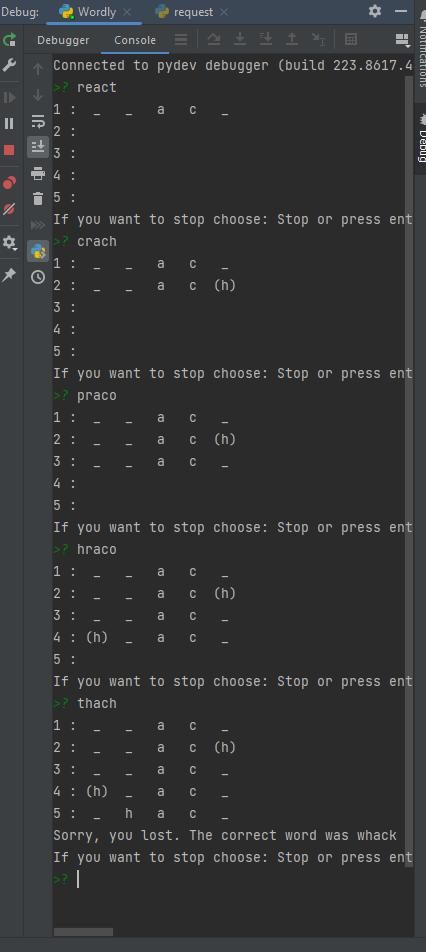 Debug: Wordly request
Debugger Console
Connected to pydev debugger (build 223.8617.4
>? react
1 : _ _ a c _
2 :
3 :
4 :
5 :
If you want to stop choose: Stop or press ent
>? crach
1 : _ _ a c _
2 : _ _ a c (h)
3 :
4 :
5 :
If you want to stop choose: Stop or press ent
>? praco
1 : _ _ a c _
2 : _ _ a c (h)
3 : _ _ a c _
4 :
5 :
If you want to stop choose: Stop or press ent
>? hraco
1 : _ _ a c _
2 : _ _ a c (h)
3 : _ _ a c _
4 : (h) _ a c _
5 :
If you want to stop choose: Stop or press ent
>? thach
1 : _ _ a c _
2 : _ _ a c (h)
3 : _ _ a c _
4 : (h) _ a c _
5 : _ h a c _
Sorry, you lost. The correct word was whack
If you want to stop choose: Stop or press ent
>?
Notifications
Debug